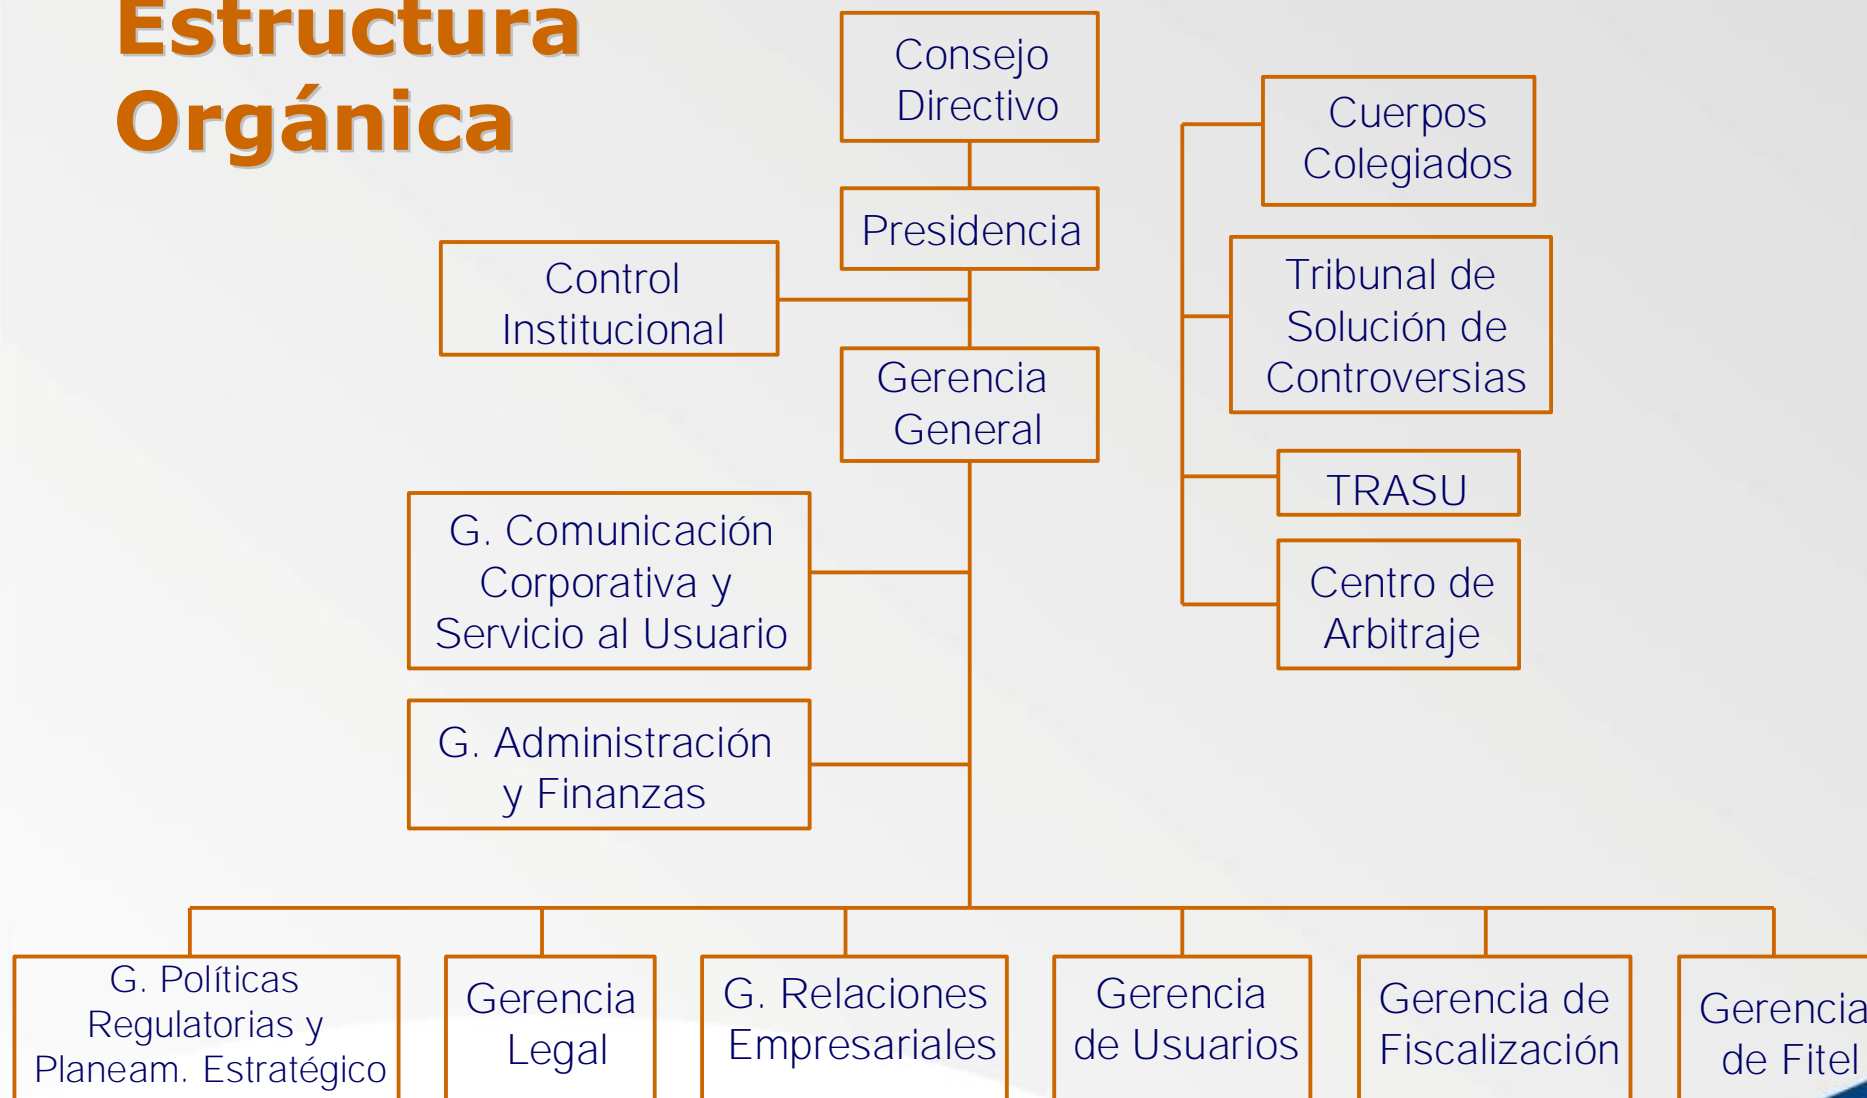 Estructura
Orgánica
Consejo
Directivo
Presidencia
Control
Institucional
Gerencia
General
G. Comunicación
Corporativa y
Servicio al Usuario
G. Administración
y Finanzas
Cuerpos
Colegiados
Tribunal de
Solución de
Controversias
TRASU
Centro de
Arbitraje
G. Políticas
Regulatorias y
Planeam. Estratégico
Gerencia
Legal
G. Relaciones
Empresariales
Gerencia
de Usuarios
Gerencia de
Fiscalización
Gerencia
de Fitel